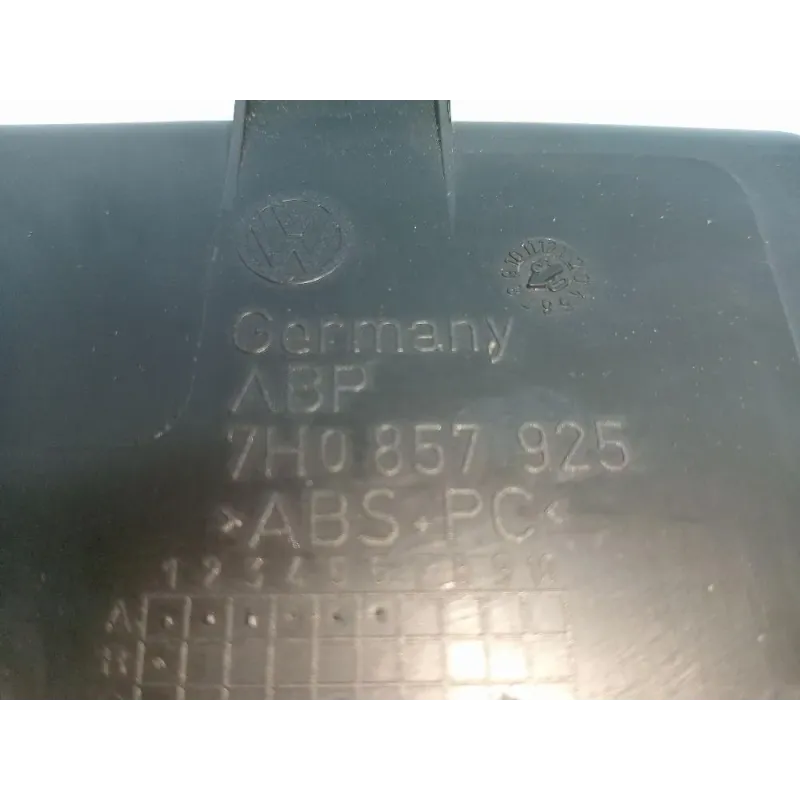 Germany
ABP
7H0 857 925
>ABS+PC<
A